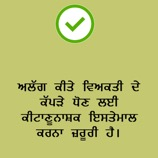 ਅਲੱਗ ਕੀਤੇ ਵਿਅਕਤੀ ਦੇ
ਕੱਪੜੇ ਧੋਣ ਲਈ
ਕੀਟਾਣੂਨਾਸ਼ਕ ਇਸਤੇਮਾਲ
ਕਰਨਾ ਜ਼ਰੂਰੀ ਹੈ।